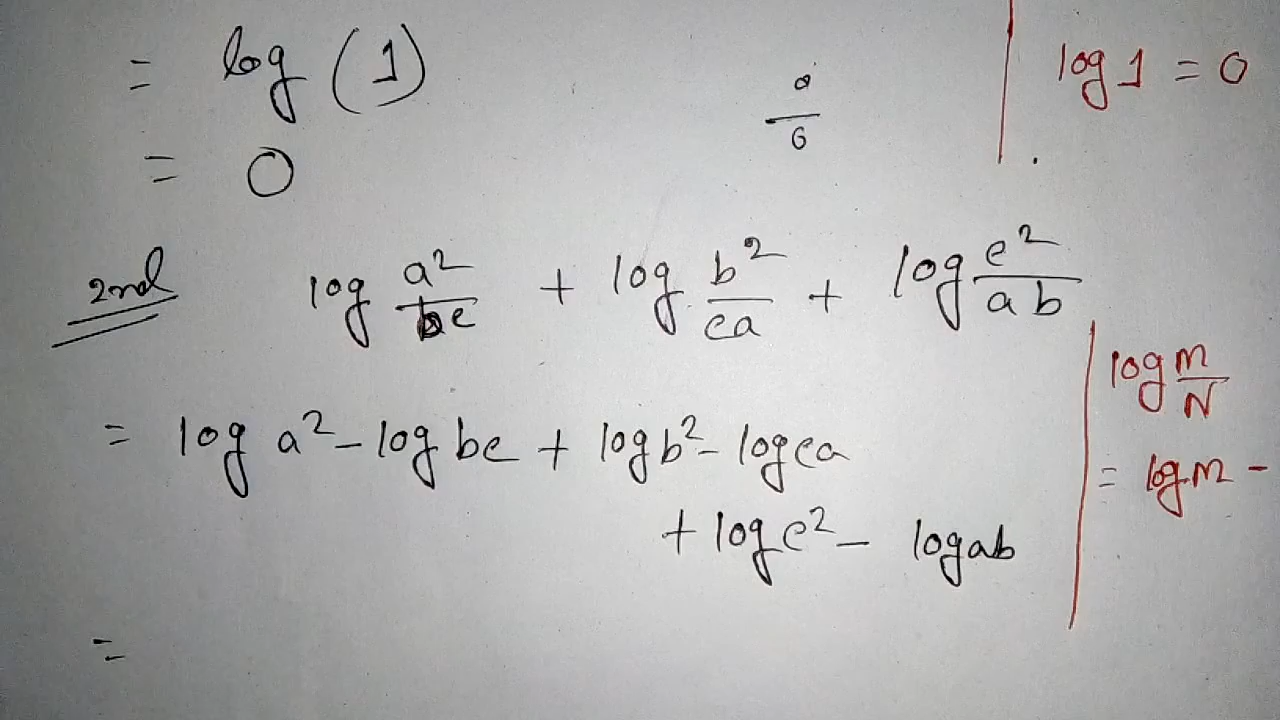 = log (1)
log 1 = 0
a/6
= 0
2nd log a²/bc + log b²/ca + log c²/ab
log m/N
= log a² - log bc + log b² - log ca
= log m -
+ log c² - log ab
=